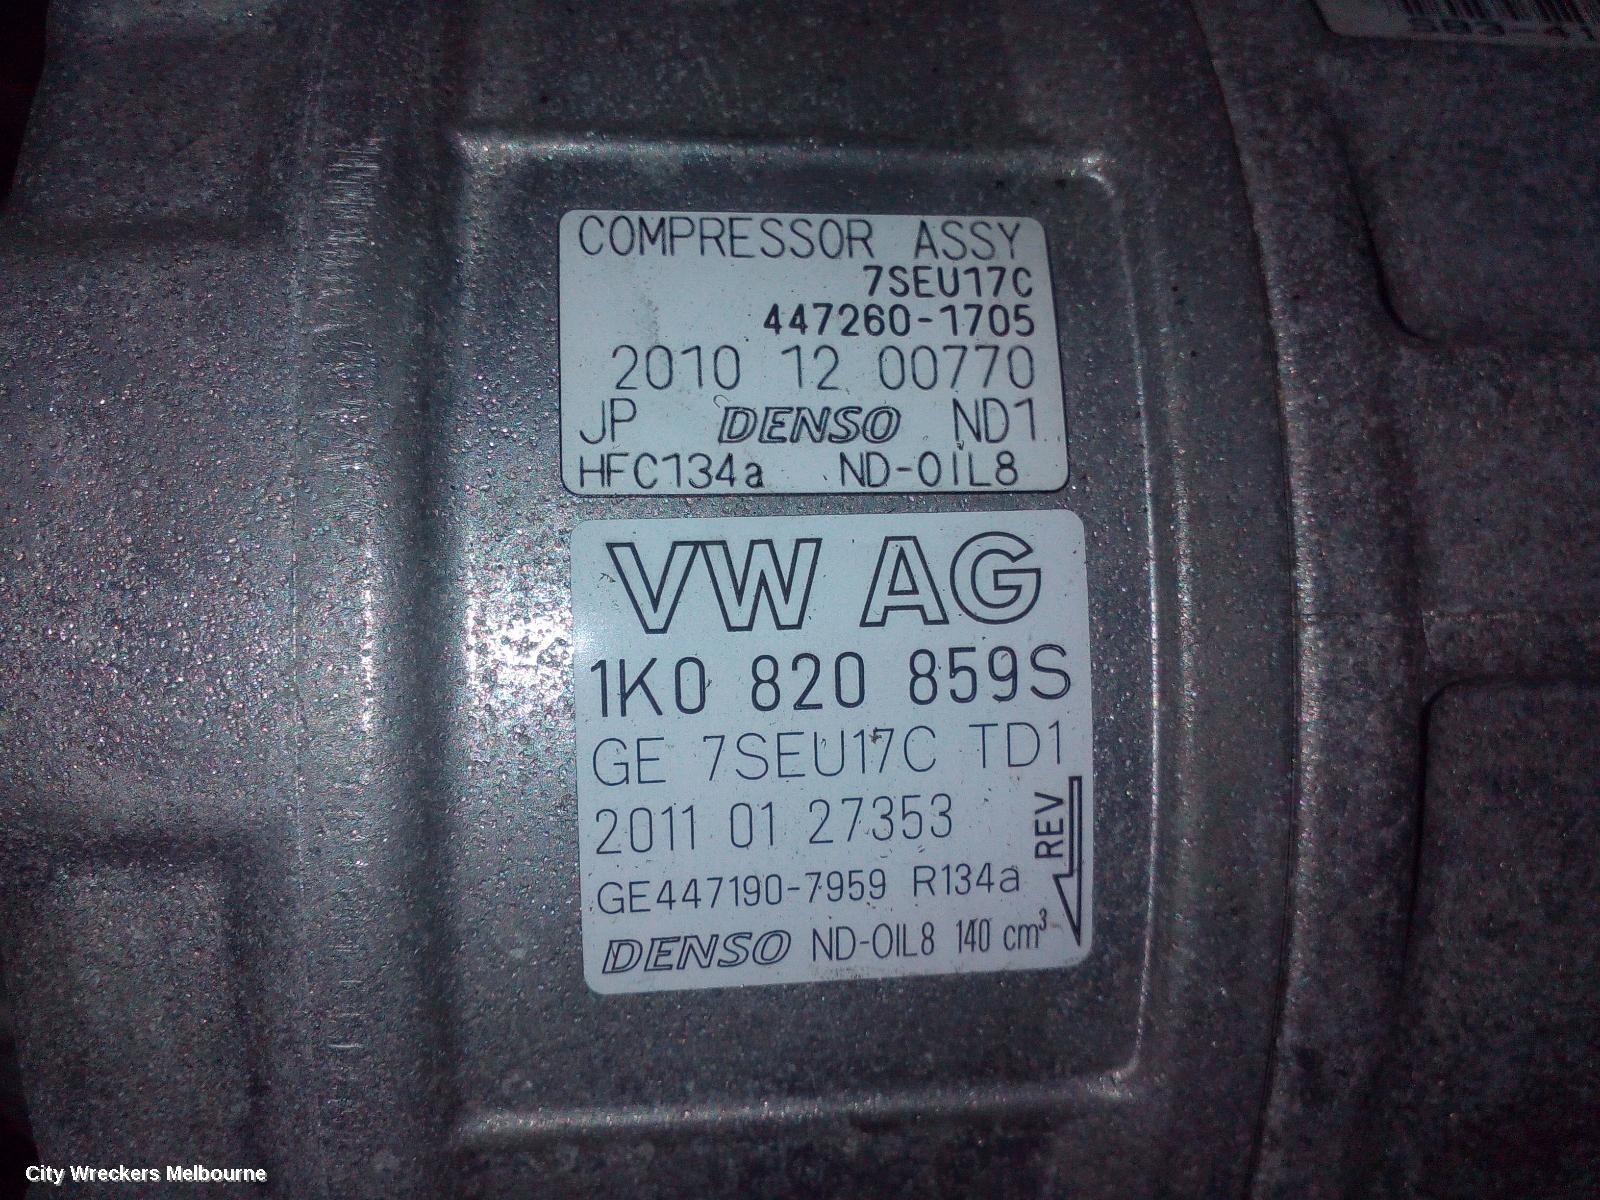 COMPRESSOR ASSY
7SEU17C
447260-1705
2010 12 00770
JP DENSO ND1
HFC134a ND-OIL8
VW AG
1K0 820 859S
GE 7SEU17C TD1
2011 01 27353
REV
GE447190-7959 R134a
DENSO ND-OIL8 140 cm³
City Wreckers Melbourne